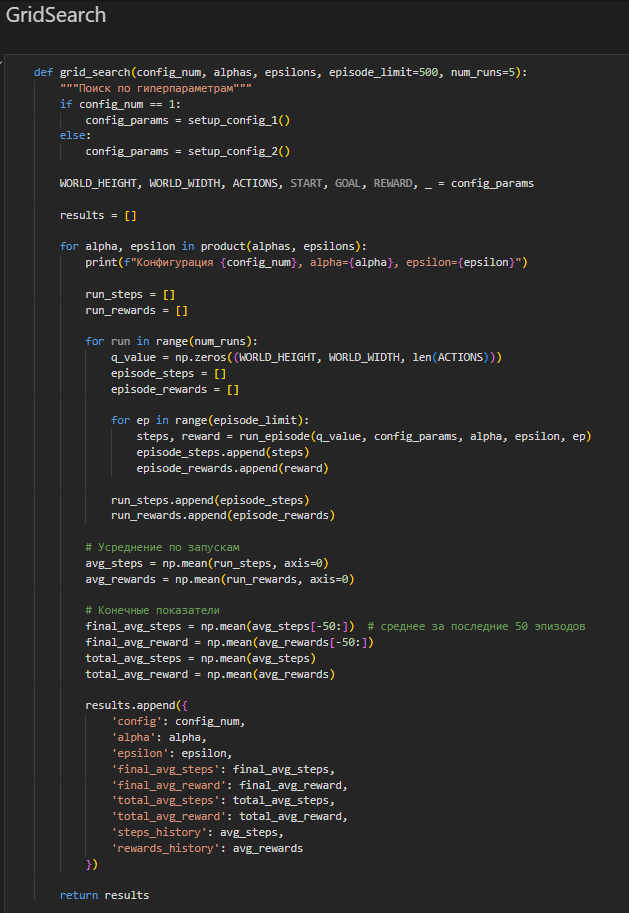 GridSearch
def grid_search(config_num, alphas, epsilons, episode_limit=500, num_runs=5):
    """Поиск по гиперпараметрам"""
    if config_num == 1:
        config_params = setup_config_1()
    else:
        config_params = setup_config_2()
    WORLD_HEIGHT, WORLD_WIDTH, ACTIONS, START, GOAL, REWARD, _ = config_params
    results = []
    for alpha, epsilon in product(alphas, epsilons):
        print(f"Конфигурация {config_num}, alpha={alpha}, epsilon={epsilon}")
        run_steps = []
        run_rewards = []
        for run in range(num_runs):
            q_value = np.zeros((WORLD_HEIGHT, WORLD_WIDTH, len(ACTIONS)))
            episode_steps = []
            episode_rewards = []
            for ep in range(episode_limit):
                steps, reward = run_episode(q_value, config_params, alpha, epsilon, ep)
                episode_steps.append(steps)
                episode_rewards.append(reward)
            run_steps.append(episode_steps)
            run_rewards.append(episode_rewards)
        # Усреднение по запускам
        avg_steps = np.mean(run_steps, axis=0)
        avg_rewards = np.mean(run_rewards, axis=0)
        # Конечные показатели
        final_avg_steps = np.mean(avg_steps[-50:])  # среднее за последние 50 эпизодов
        final_avg_reward = np.mean(avg_rewards[-50:])
        total_avg_steps = np.mean(avg_steps)
        total_avg_reward = np.mean(avg_rewards)
        results.append({
            'config': config_num,
            'alpha': alpha,
            'epsilon': epsilon,
            'final_avg_steps': final_avg_steps,
            'final_avg_reward': final_avg_reward,
            'total_avg_steps': total_avg_steps,
            'total_avg_reward': total_avg_reward,
            'steps_history': avg_steps,
            'rewards_history': avg_rewards
        })
    return results